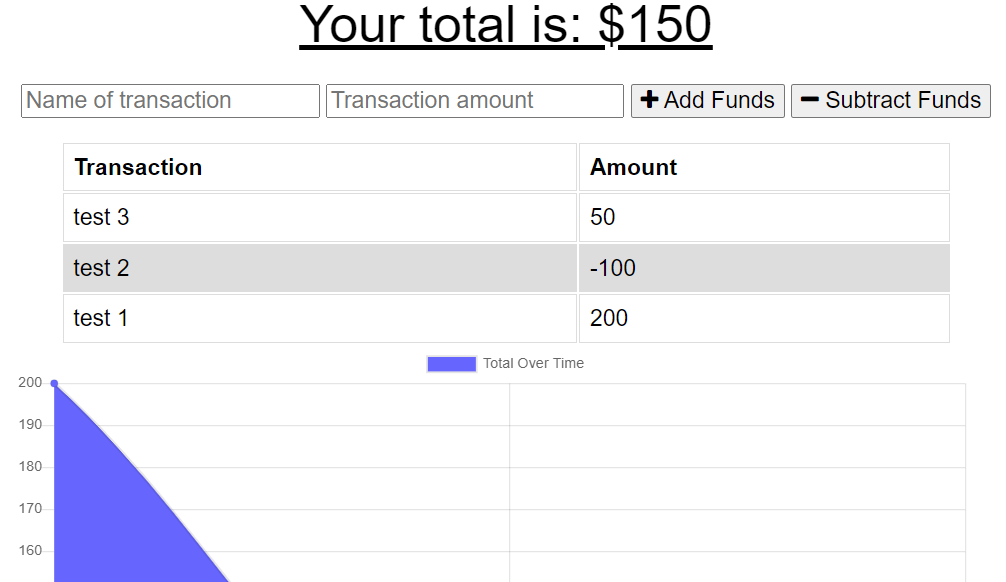 Your total is: $150
Name of transaction Transaction amount Add Funds Subtract Funds
Transaction Amount
test 3 50
test 2 -100
test 1 200
Total Over Time
200
190
180
170
160